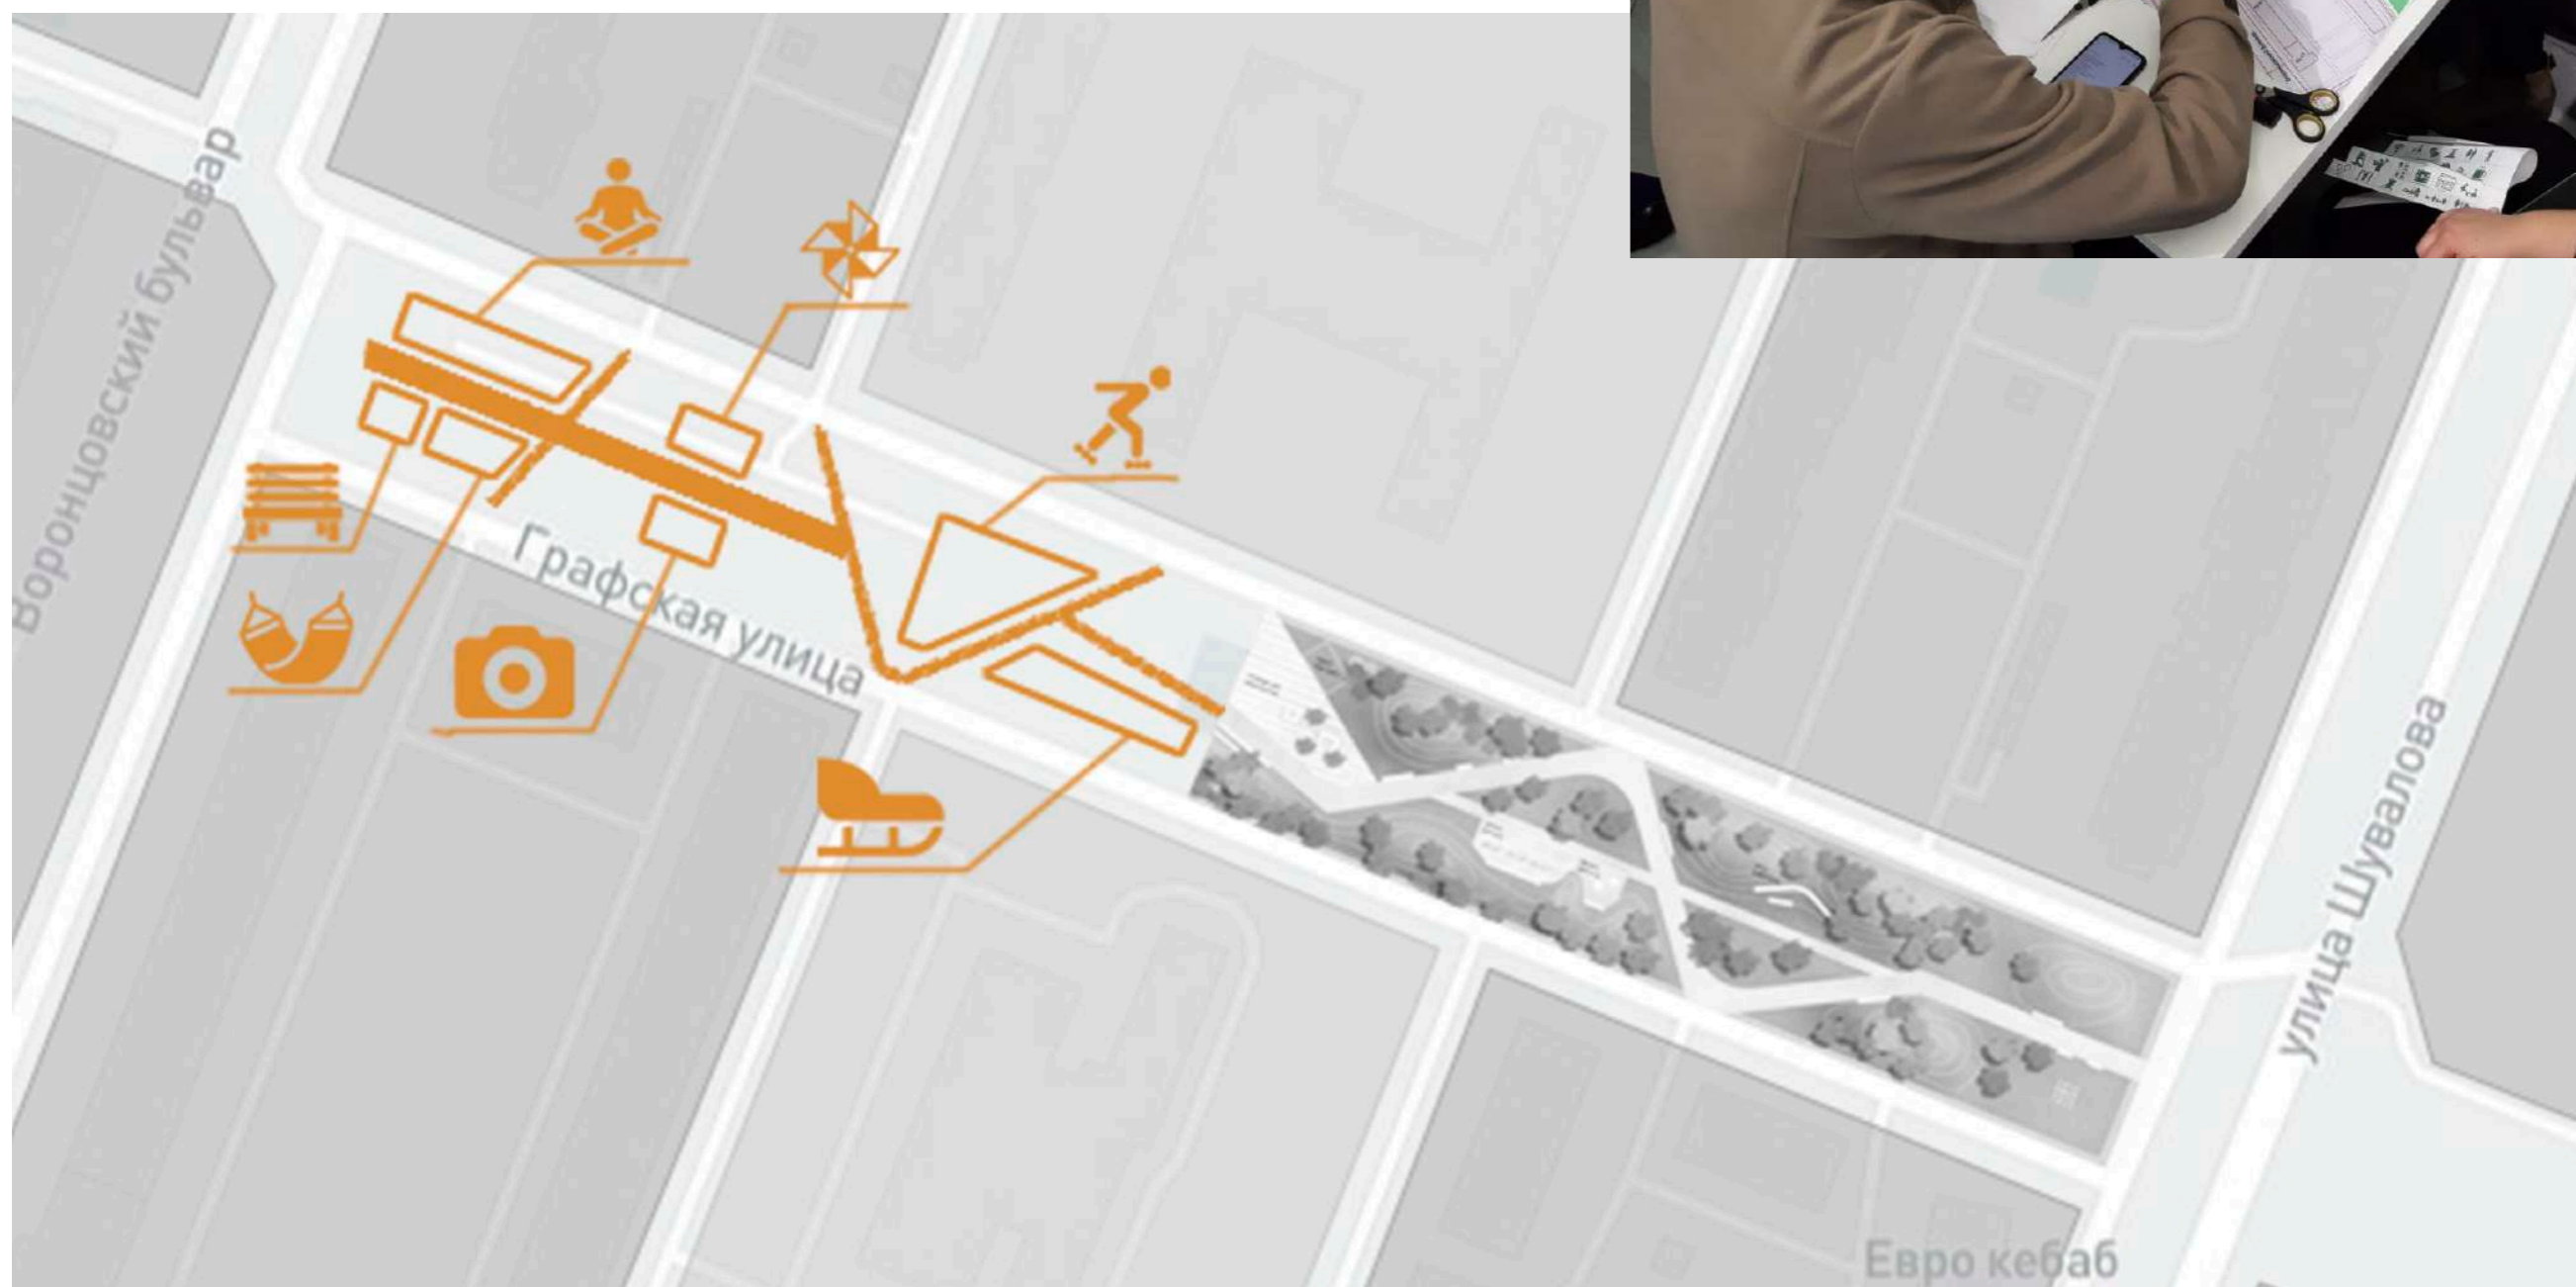 Воронцовский бульвар
Графская улица
улица Шувалова
Евро кебаб